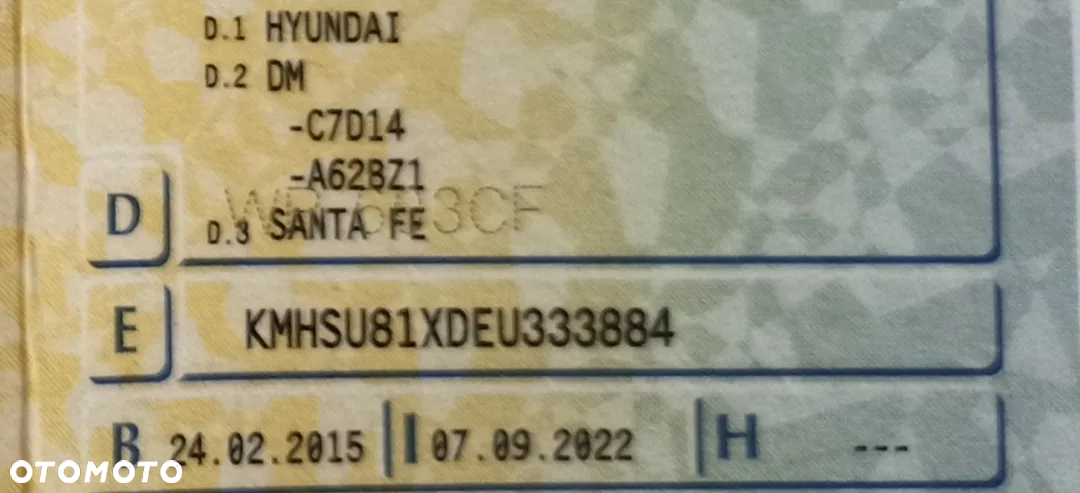 D.1 HYUNDAI
D.2 DM
-C7D14
-A62BZ1
D
D.3 SANTA FE
E KMHSU81XDEU333884
B 24.02.2015 I 07.09.2022 H ---
OTOMOTO